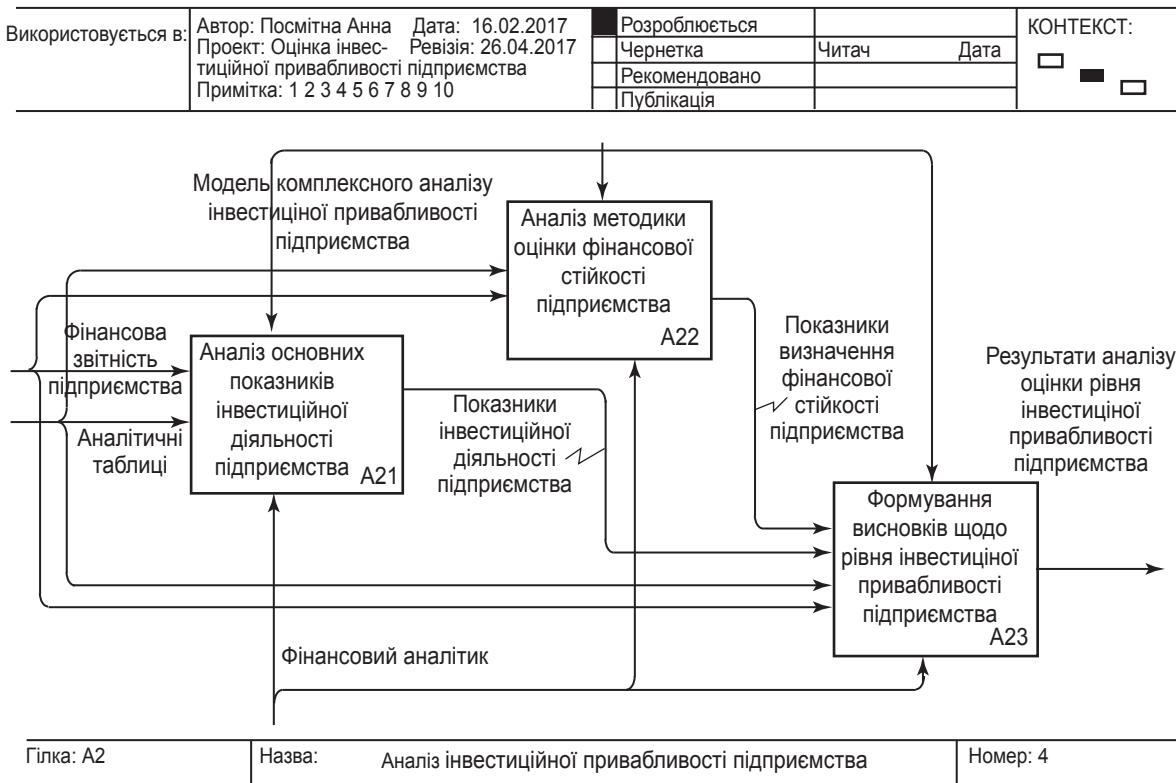 Використовується в:
Автор: Посмітна Анна Дата: 16.02.2017
Проект: Оцінка інвес- Ревізія: 26.04.2017
тиційної привабливості підприємства
Примітка: 1 2 3 4 5 6 7 8 9 10
Розроблюється
Чернетка
Рекомендовано
Публікація
Читач Дата
КОНТЕКСТ:
Модель комплексного аналізу
інвестиціної привабливості
підприємства
Аналіз методики
оцінки фінансової
стійкості
підприємства
А22
Фінансова
звітність
підприємства
Аналітичні
таблиці
Аналіз основних
показників
інвестиційної
діяльності
підприємства
А21
Показники
інвестиційної
діяльності
підприємства
Показники
визначення
фінансової
стійкості
підприємства
Результати аналізу
оцінки рівня
інвестиціної
привабливості
підприємства
Формування
висновків щодо
рівня інвестиціної
привабливості
підприємства
А23
Фінансовий аналітик
Гілка: А2
Назва:
Аналіз інвестиційної привабливості підприємства
Номер: 4